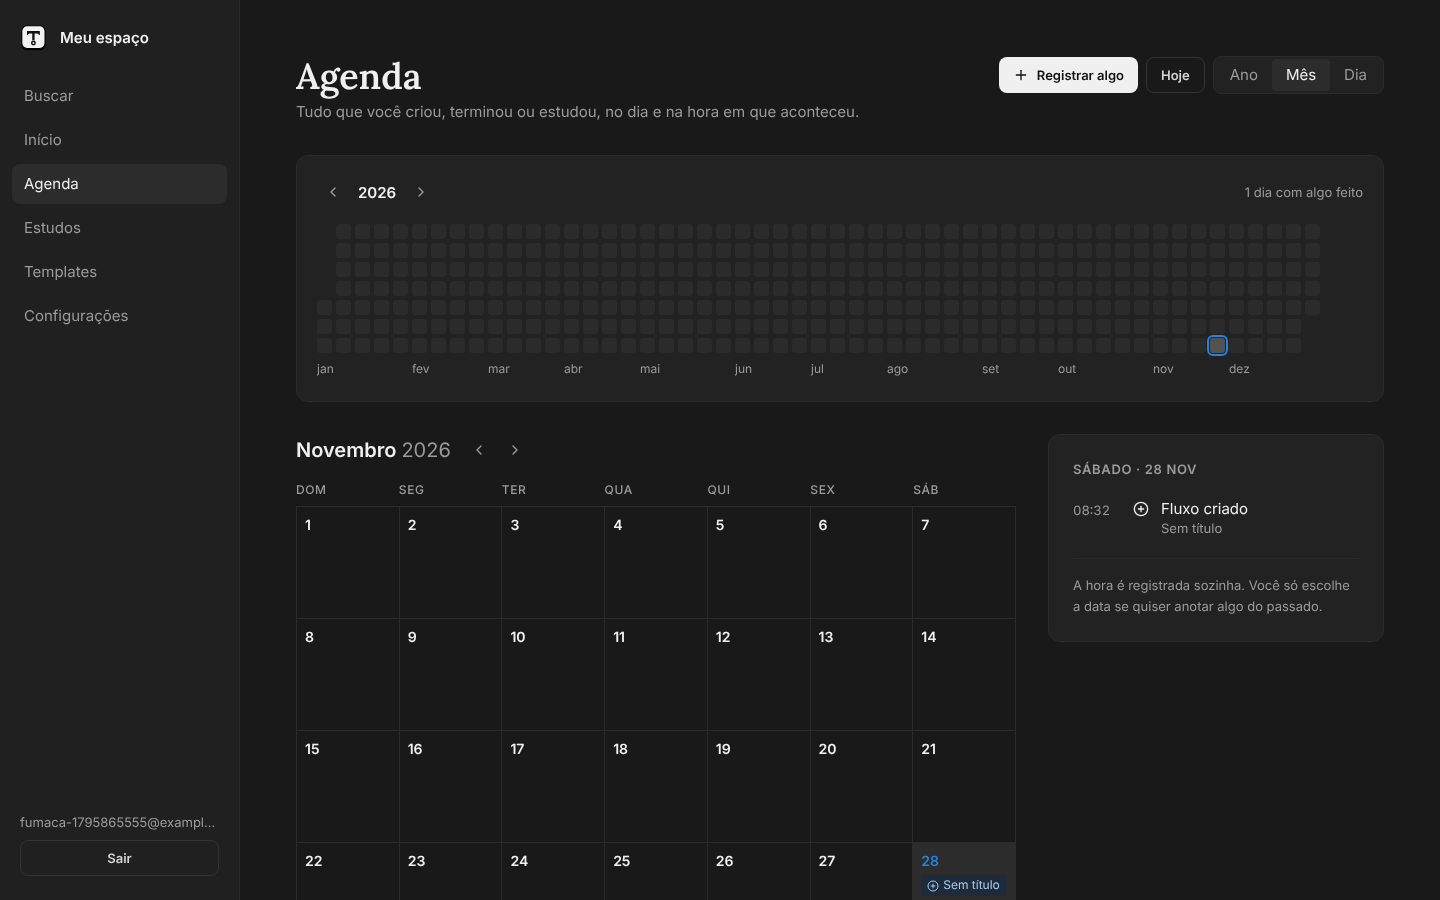 Meu espaço
Buscar
Início
Agenda
Estudos
Templates
Configurações
fumaca-1795865555@exampl...
Sair
Agenda
Tudo que você criou, terminou ou estudou, no dia e na hora em que aconteceu.
Registrar algo
Hoje
Ano Mês Dia
2026
1 dia com algo feito
jan fev mar abr mai jun jul ago set out nov dez
Novembro 2026
DOM SEG TER QUA QUI SEX SÁB
1 2 3 4 5 6 7
8 9 10 11 12 13 14
15 16 17 18 19 20 21
22 23 24 25 26 27 28
Sem título
SÁBADO · 28 NOV
08:32 Fluxo criado
Sem título
A hora é registrada sozinha. Você só escolhe
a data se quiser anotar algo do passado.